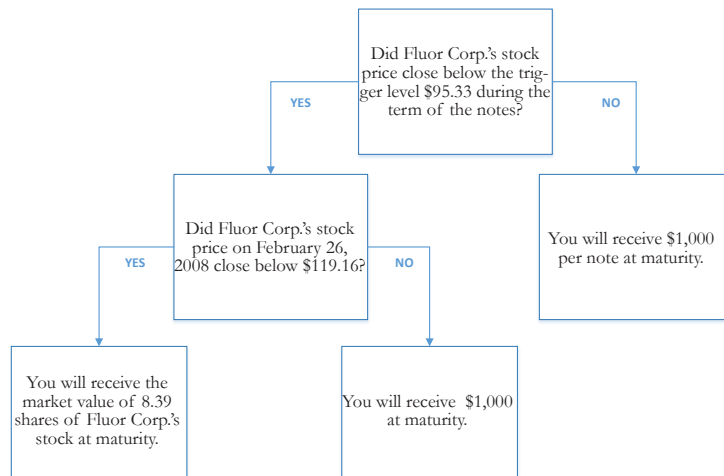 Did Fluor Corp.'s stock
price close below the trig-
ger level $95.33 during the
term of the notes?
YES
NO
Did Fluor Corp.'s stock
price on February 26,
2008 close below $119.16?
You will receive $1,000
per note at maturity.
YES
NO
You will receive the
market value of 8.39
shares of Fluor Corp.'s
stock at maturity.
You will receive $1,000
at maturity.